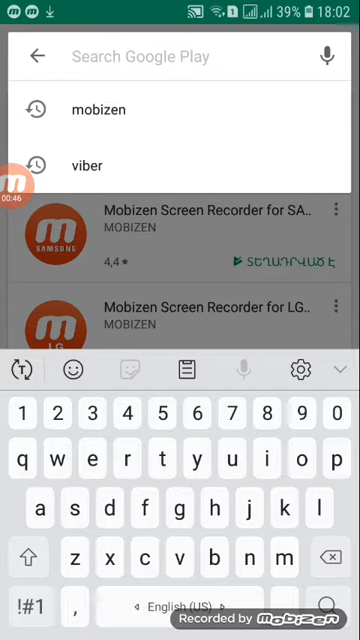 39% 18:02
Search Google Play
mobizen
viber
00:46
Mobizen Screen Recorder for SA..
MOBIZEN
SAMSUNG
4,4★
ՏԵՂԱԴՐՎԱԾ Է
Mobizen Screen Recorder for LG..
MOBIZEN
LG
1 2 3 4 5 6 7 8 9 0
q w e r t y u i o p
a s d f g h j k l
z x c v b n m
!#1 , English (US)
Recorded by Mobizen